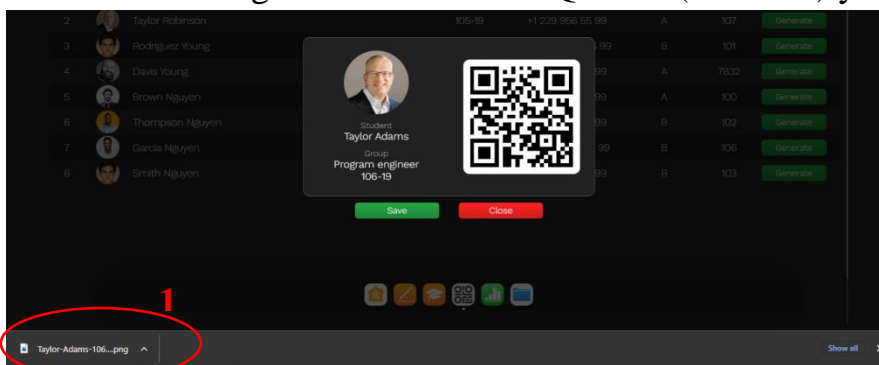 2 Taylor Robinson 105-19 +1 229 956 55 99 A 107 Generate
3 Rodriguez Young 99 B 101 Generate
4 Davis Young 99 A 7832 Generate
5 Brown Nguyen 99 A 100 Generate
6 Thompson Nguyen 99 B 102 Generate
7 Garcia Nguyen 99 B 106 Generate
8 Smith Nguyen 99 B 103 Generate
Student
Taylor Adams
Group
Program engineer
106-19
Save Close
1
Taylor-Adams-106....png Show all